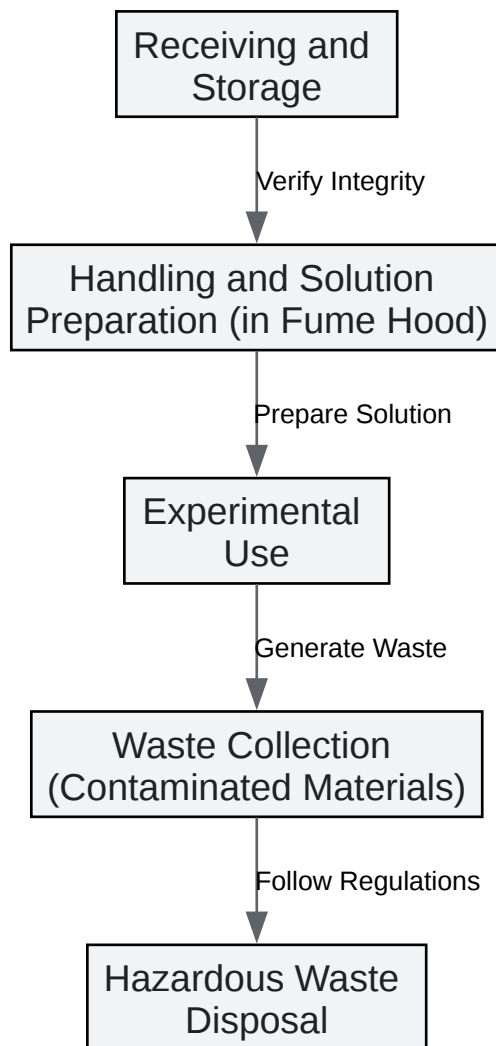 Receiving and
Storage
Verify Integrity
Handling and Solution
Preparation (in Fume Hood)
Prepare Solution
Experimental
Use
Generate Waste
Waste Collection
(Contaminated Materials)
Follow Regulations
Hazardous Waste
Disposal